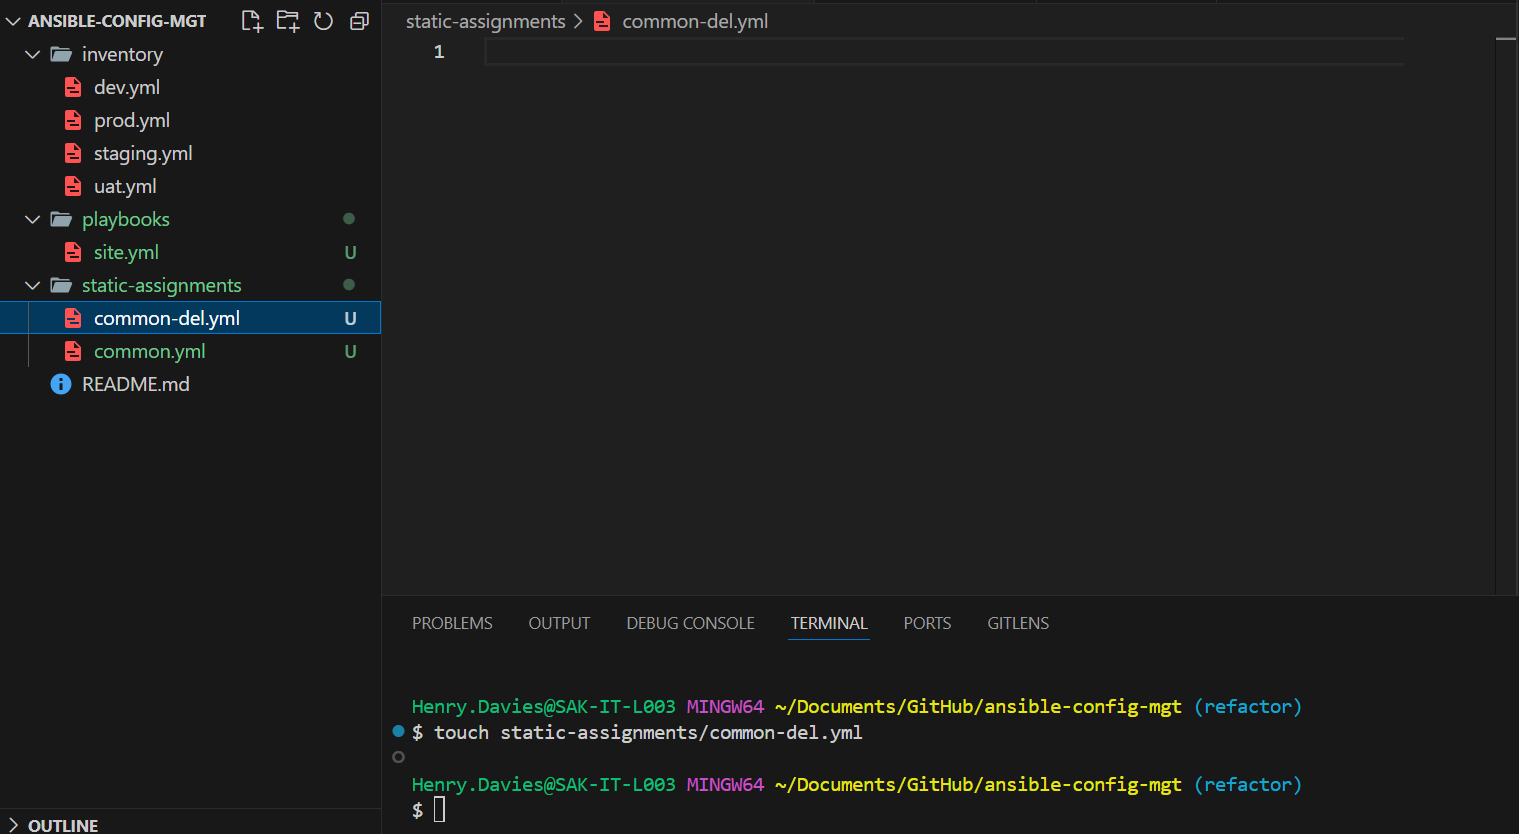 ANSIBLE-CONFIG-MGT
inventory
dev.yml
prod.yml
staging.yml
uat.yml
playbooks
site.yml U
static-assignments
common-del.yml U
common.yml U
README.md
OUTLINE
static-assignments > common-del.yml
1
PROBLEMS OUTPUT DEBUG CONSOLE TERMINAL PORTS GITLENS
Henry.Davies@SAK-IT-L003 MINGW64 ~/Documents/GitHub/ansible-config-mgt (refactor)
$ touch static-assignments/common-del.yml
Henry.Davies@SAK-IT-L003 MINGW64 ~/Documents/GitHub/ansible-config-mgt (refactor)
$